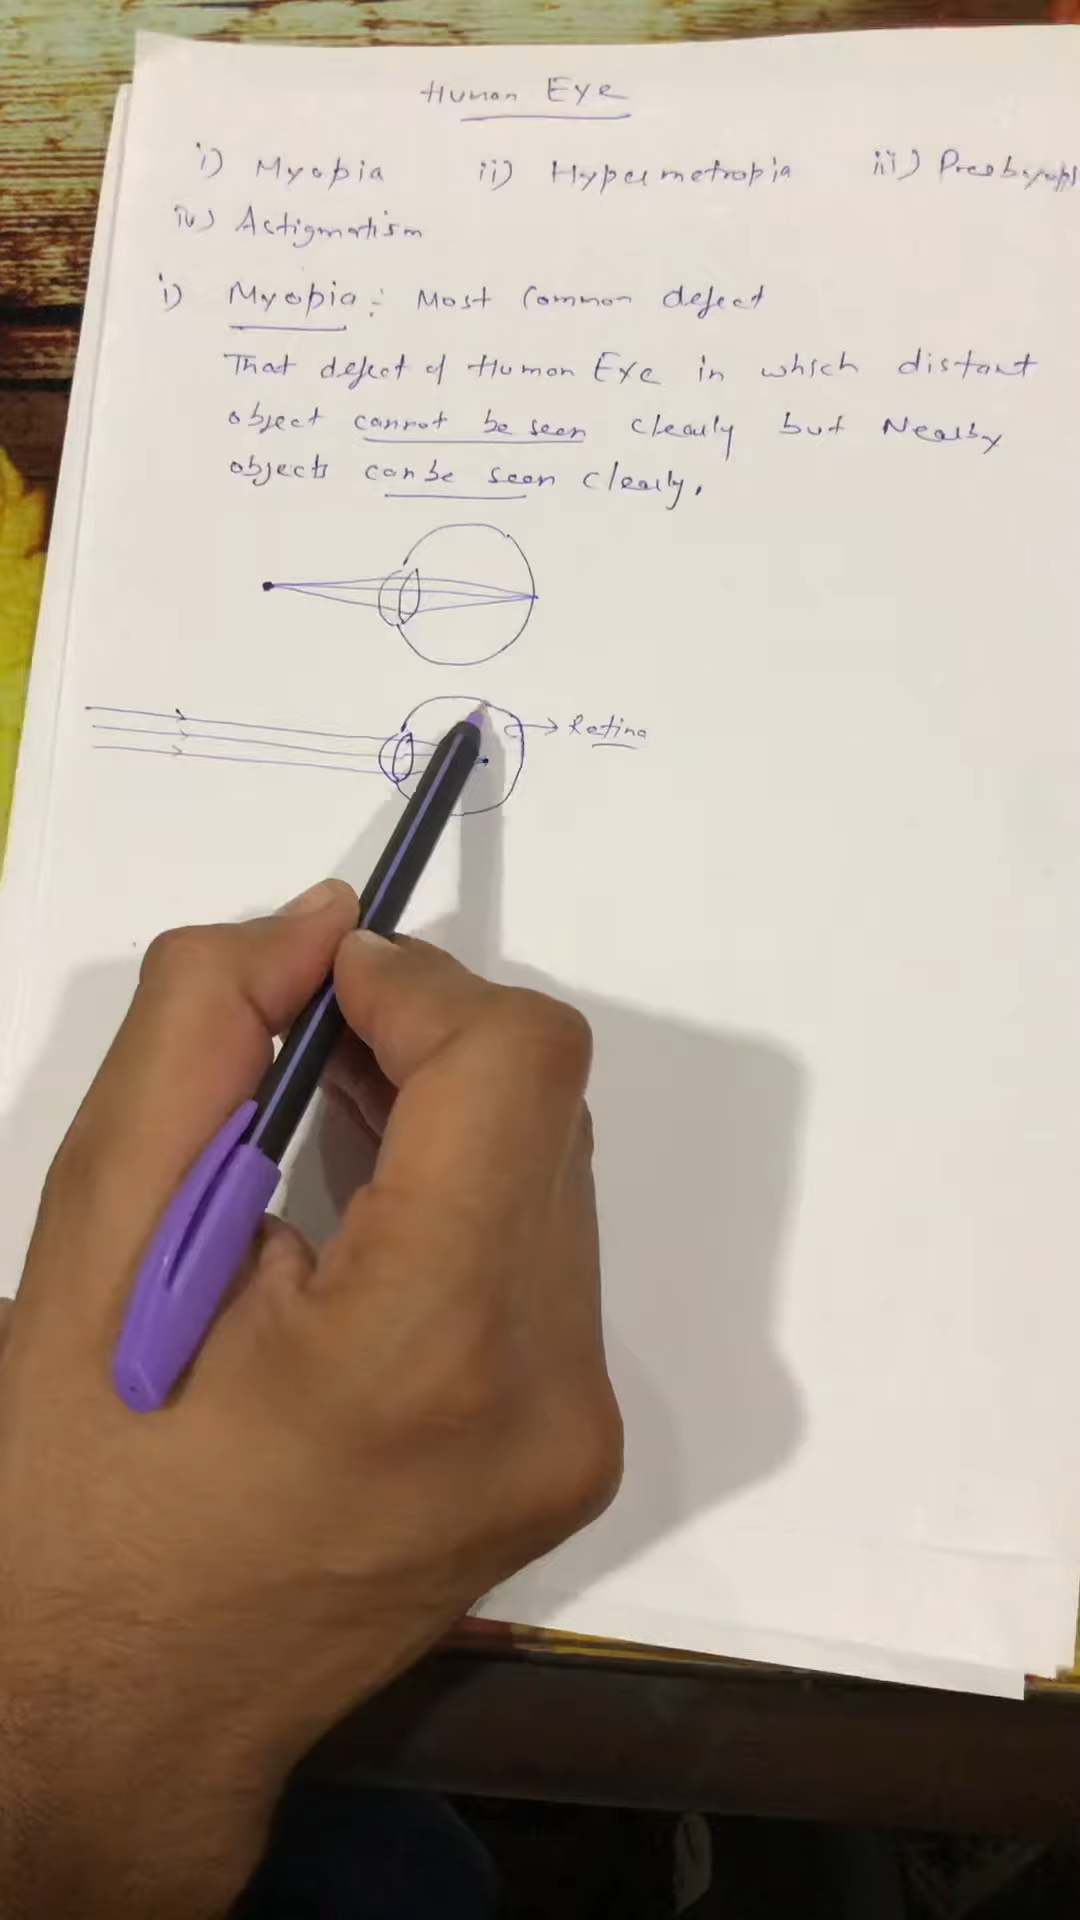 Human Eye
i) Myopia ii) Hypermetropia iii) Presbyopi
iv) Astigmatism
i) Myopia : Most Common defect
That defect of Human Eye in which distant
object cannot be seen clearly but Nearby
objects can be seen clearly.
Retina